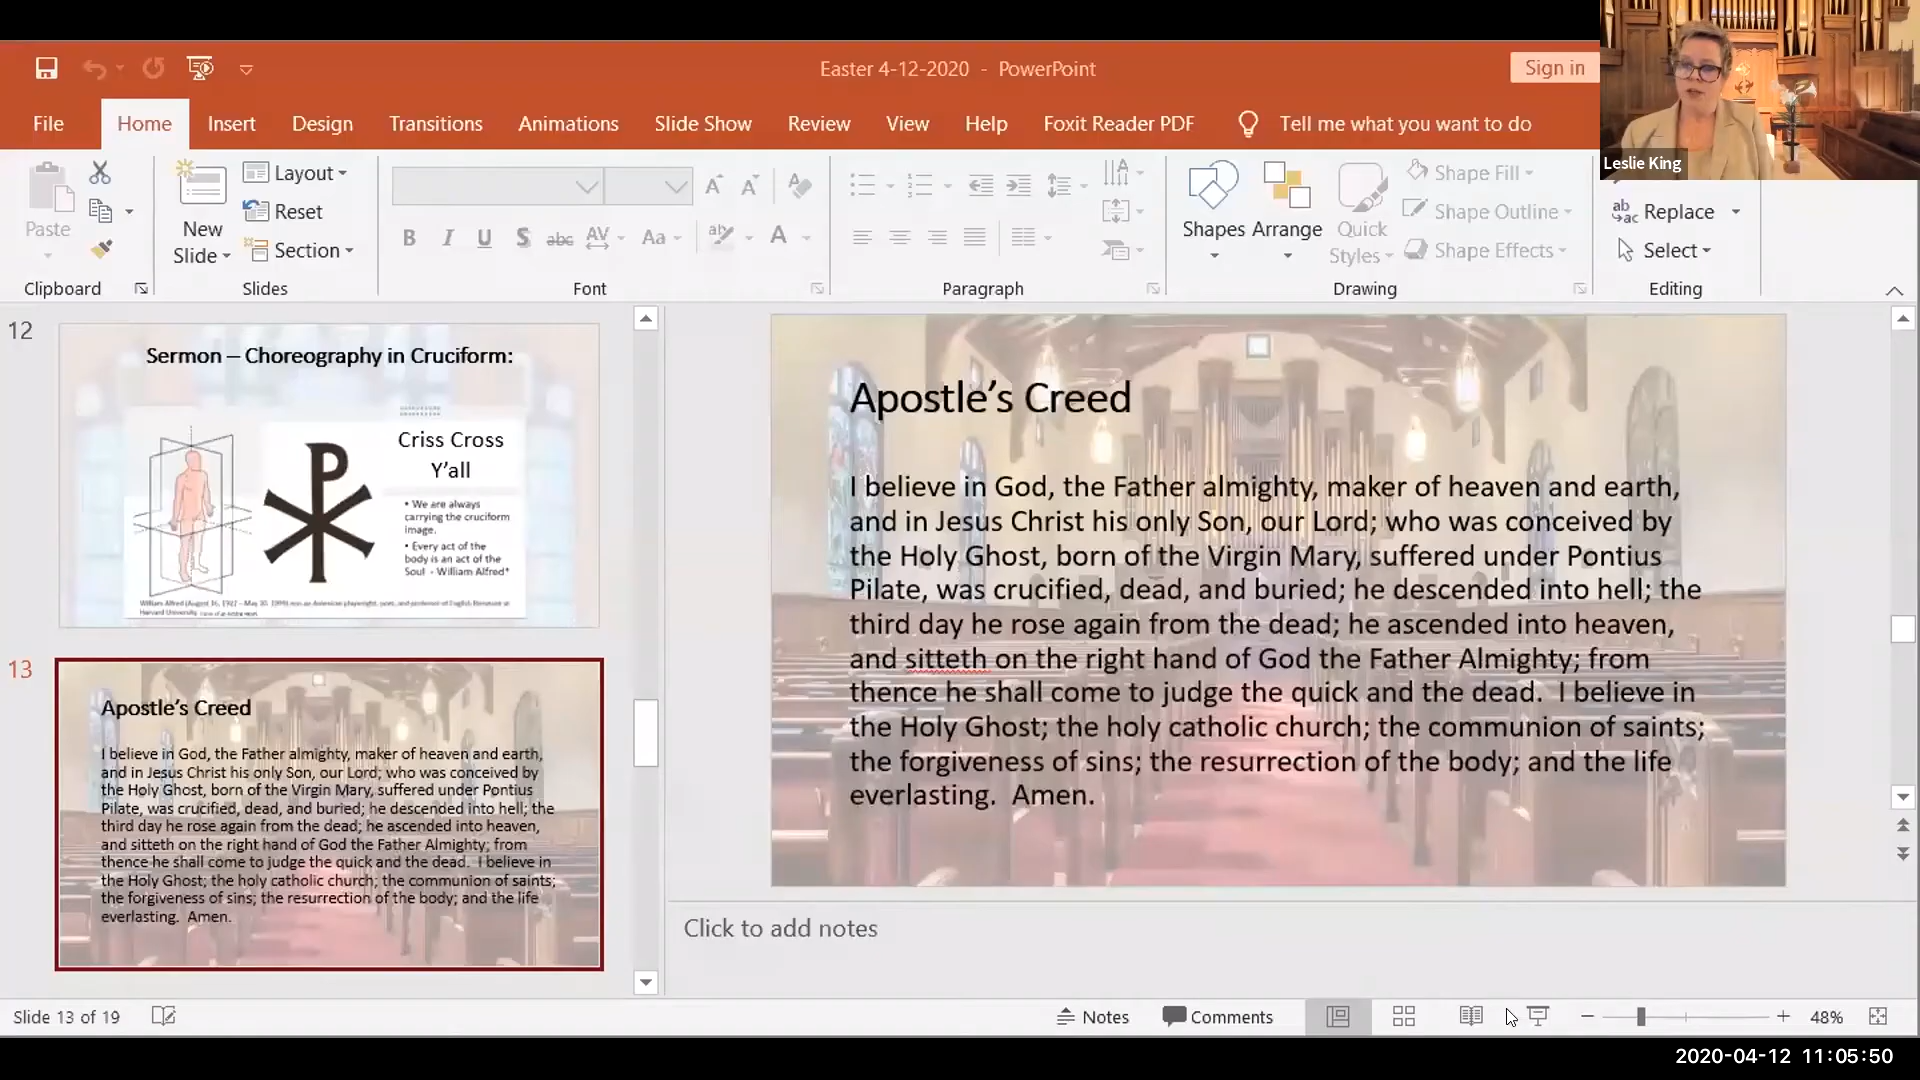 Easter 4-12-2020 - PowerPoint
Sign in
File Home Insert Design Transitions Animations Slide Show Review View Help Foxit Reader PDF Tell me what you want to do
Leslie King
Paste
Clipboard
New
Slide
Layout
Reset
Section
Slides
B I U S abc AV Aa A
Font
Paragraph
Shapes
Arrange
Quick
Styles
Shape Fill
Shape Outline
Shape Effects
Drawing
Replace
Select
Editing
12
Sermon – Choreography in Cruciform:
Criss Cross
Y'all
• We are always
carrying the cruciform
image.
• Every act of the
body is an act of the
Soul - William Alfred*
13
Apostle's Creed
I believe in God, the Father almighty, maker of heaven and earth,
and in Jesus Christ his only Son, our Lord; who was conceived by
the Holy Ghost, born of the Virgin Mary, suffered under Pontius
Pilate, was crucified, dead, and buried; he descended into hell; the
third day he rose again from the dead; he ascended into heaven,
and sitteth on the right hand of God the Father Almighty; from
thence he shall come to judge the quick and the dead.  I believe in
the Holy Ghost; the holy catholic church; the communion of saints;
the forgiveness of sins; the resurrection of the body; and the life
everlasting.  Amen.
Apostle's Creed
I believe in God, the Father almighty, maker of heaven and earth,
and in Jesus Christ his only Son, our Lord; who was conceived by
the Holy Ghost, born of the Virgin Mary, suffered under Pontius
Pilate, was crucified, dead, and buried; he descended into hell; the
third day he rose again from the dead; he ascended into heaven,
and sitteth on the right hand of God the Father Almighty; from
thence he shall come to judge the quick and the dead.  I believe in
the Holy Ghost; the holy catholic church; the communion of saints;
the forgiveness of sins; the resurrection of the body; and the life
everlasting.  Amen.
Click to add notes
Slide 13 of 19
Notes
Comments
48%
2020-04-12 11:05:50